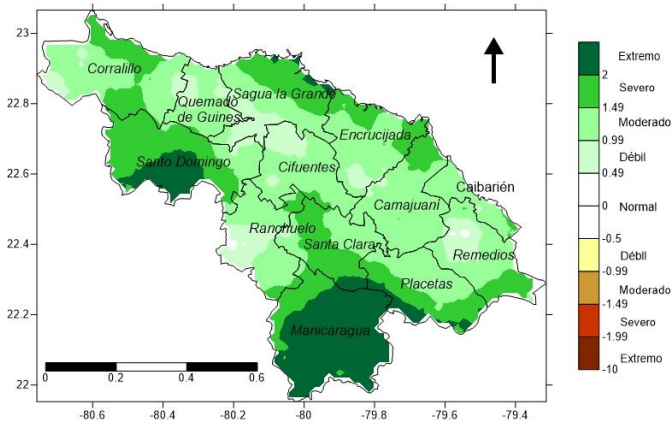 23
22.8
22.6
22.4
22.2
22
-80.6
-80.4
-80.2
-80
-79.8
-79.6
-79.4
Corralillo
Quemado
de Guines
Sagua la Grande
Encrucijada
Santo Domingo
Cifuentes
Caibarién
Camajuani
Ranchuelo
Santa Clara
Remedios
Placetas
Manicaragua
0 0.2 0.4 0.6
Extremo
2
Severo
1.49
Moderado
0.99
Débil
0.49
0
Normal
-0.5
Débil
-0.99
Moderado
-1.49
Severo
-1.99
Extremo
-10